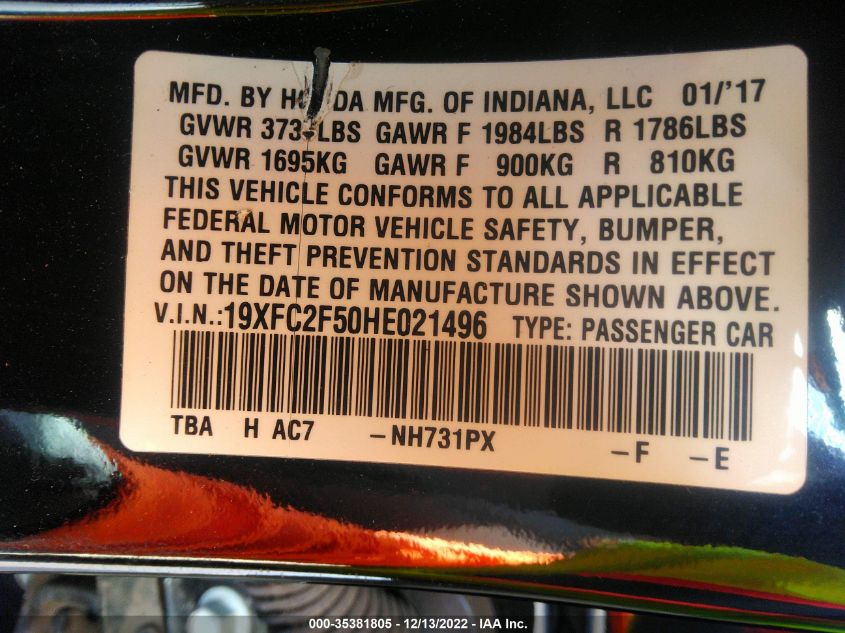 MFD. BY HONDA MFG. OF INDIANA, LLC 01/'17
GVWR LBS GAWR F 1984LBS R 1786LBS
GVWR 1695KG GAWR F 900KG R 810KG
THIS VEHICLE CONFORMS TO ALL APPLICABLE
FEDERAL MOTOR VEHICLE SAFETY, BUMPER,
AND THEFT PREVENTION STANDARDS IN EFFECT
ON THE DATE OF MANUFACTURE SHOWN ABOVE.
V.I.N.:19XFC2F50HE021496 TYPE: PASSENGER CAR
TBA H AC7 -NH731PX -F -E
000-35381805 - 12/13/2022 - IAA Inc.